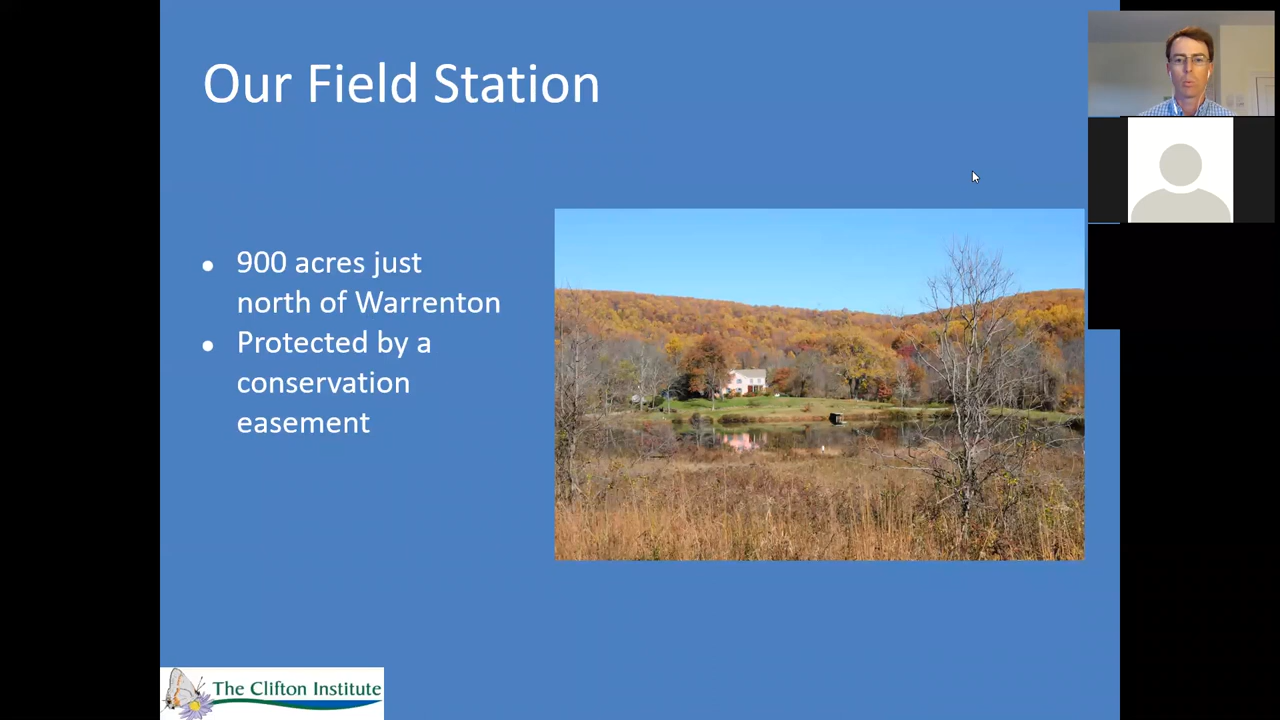 Our Field Station
● 900 acres just
north of Warrenton
● Protected by a
conservation
easement
The Clifton Institute